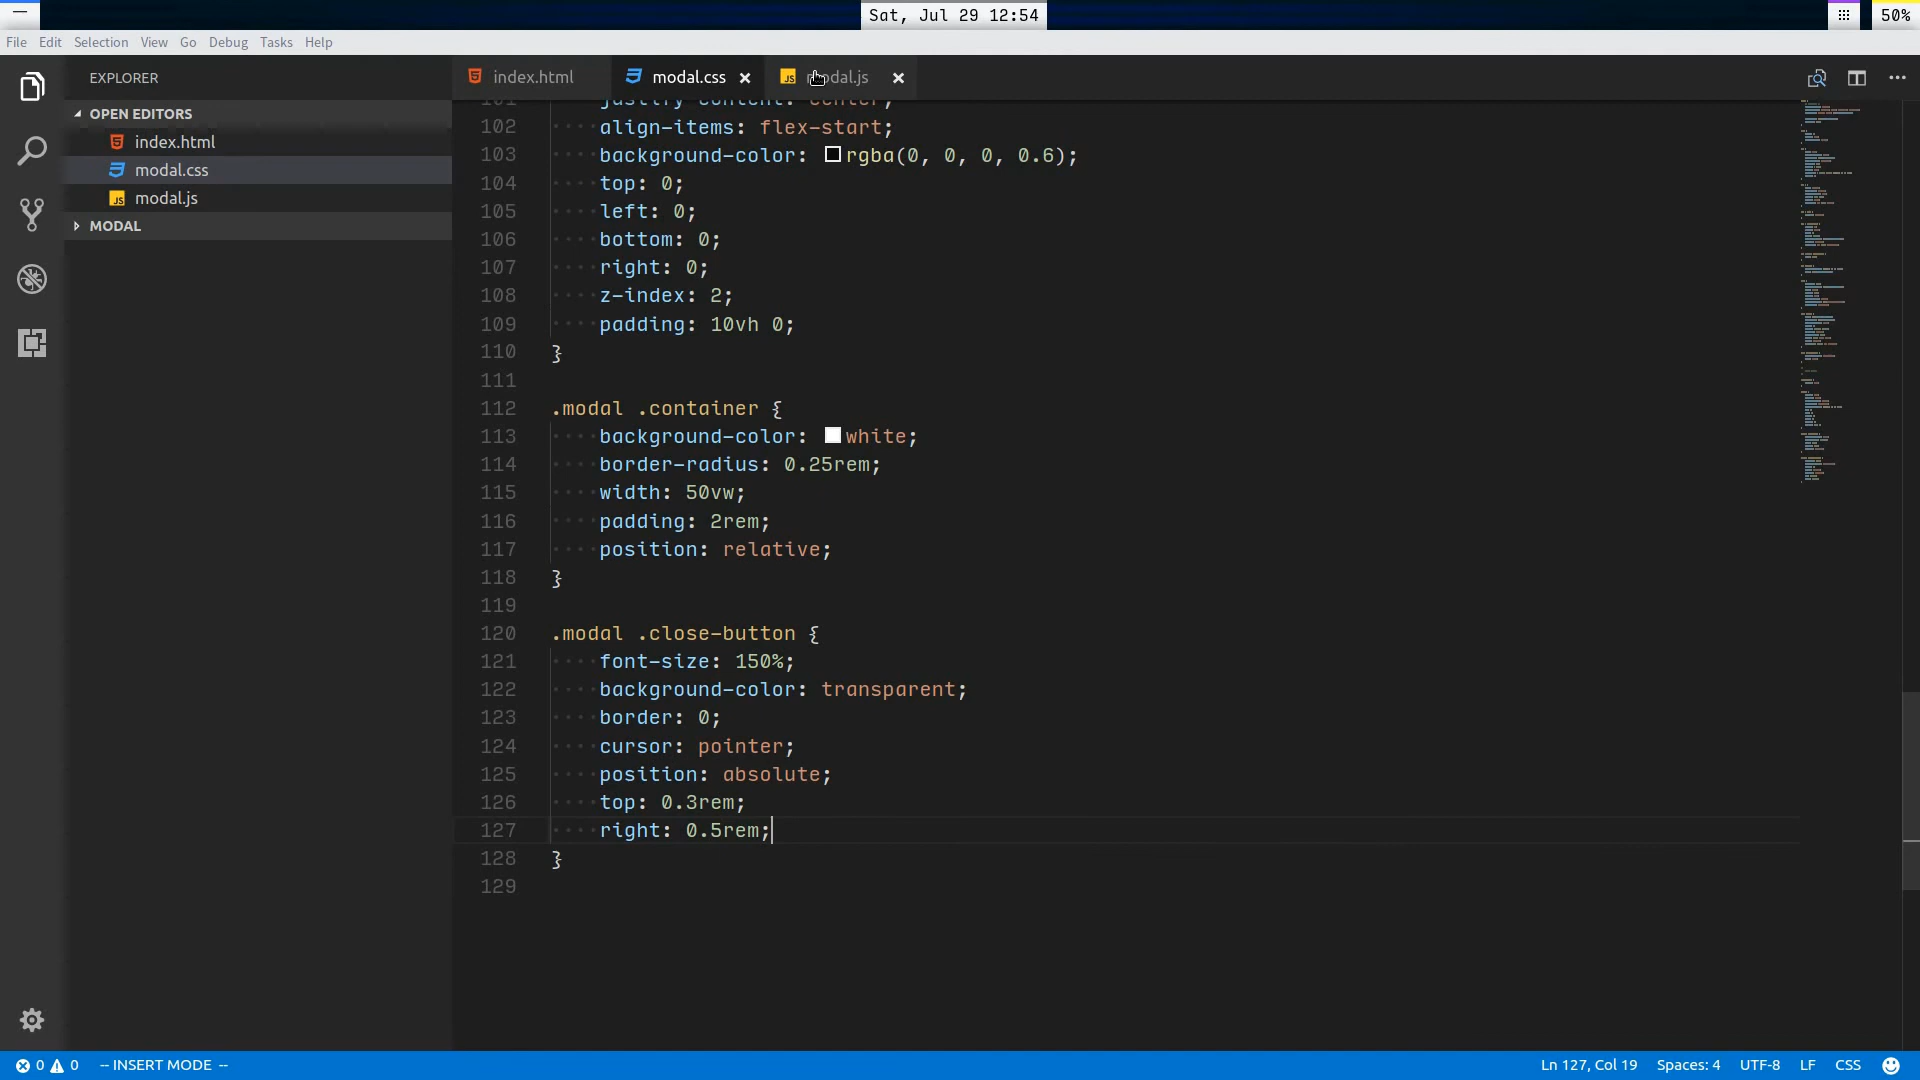 Sat, Jul 29 12:54
50%
File Edit Selection View Go Debug Tasks Help
EXPLORER
OPEN EDITORS
index.html
modal.css
modal.js
MODAL
index.html
modal.css
modal.js
101 justify-content: center;
102 align-items: flex-start;
103 background-color: rgba(0, 0, 0, 0.6);
104 top: 0;
105 left: 0;
106 bottom: 0;
107 right: 0;
108 z-index: 2;
109 padding: 10vh 0;
110 }
111
112 .modal .container {
113 background-color: white;
114 border-radius: 0.25rem;
115 width: 50vw;
116 padding: 2rem;
117 position: relative;
118 }
119
120 .modal .close-button {
121 font-size: 150%;
122 background-color: transparent;
123 border: 0;
124 cursor: pointer;
125 position: absolute;
126 top: 0.3rem;
127 right: 0.5rem;
128 }
129
0 0 -- INSERT MODE -- Ln 127, Col 19 Spaces: 4 UTF-8 LF CSS